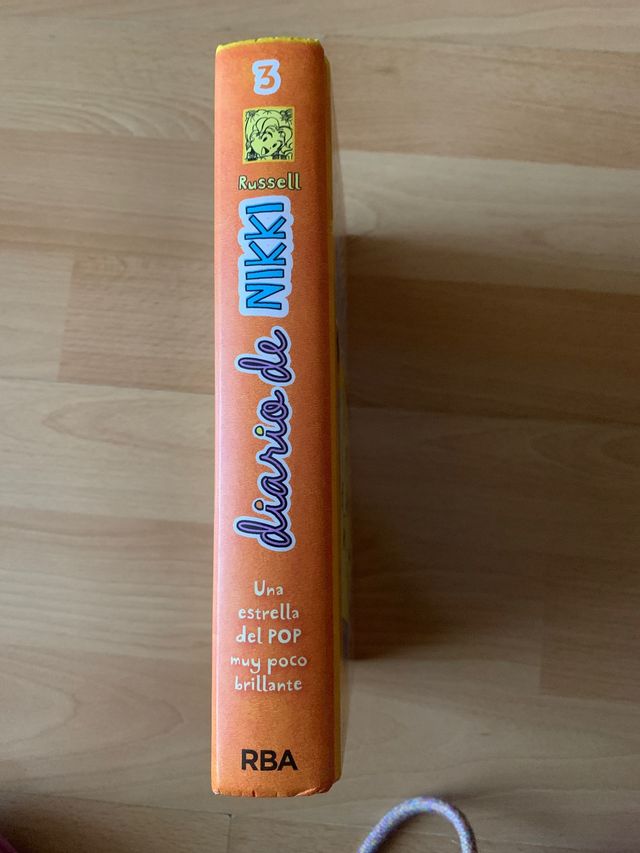 3
Russell
diario de NIKKI
Una
estrella
del POP
muy poco
brillante
RBA